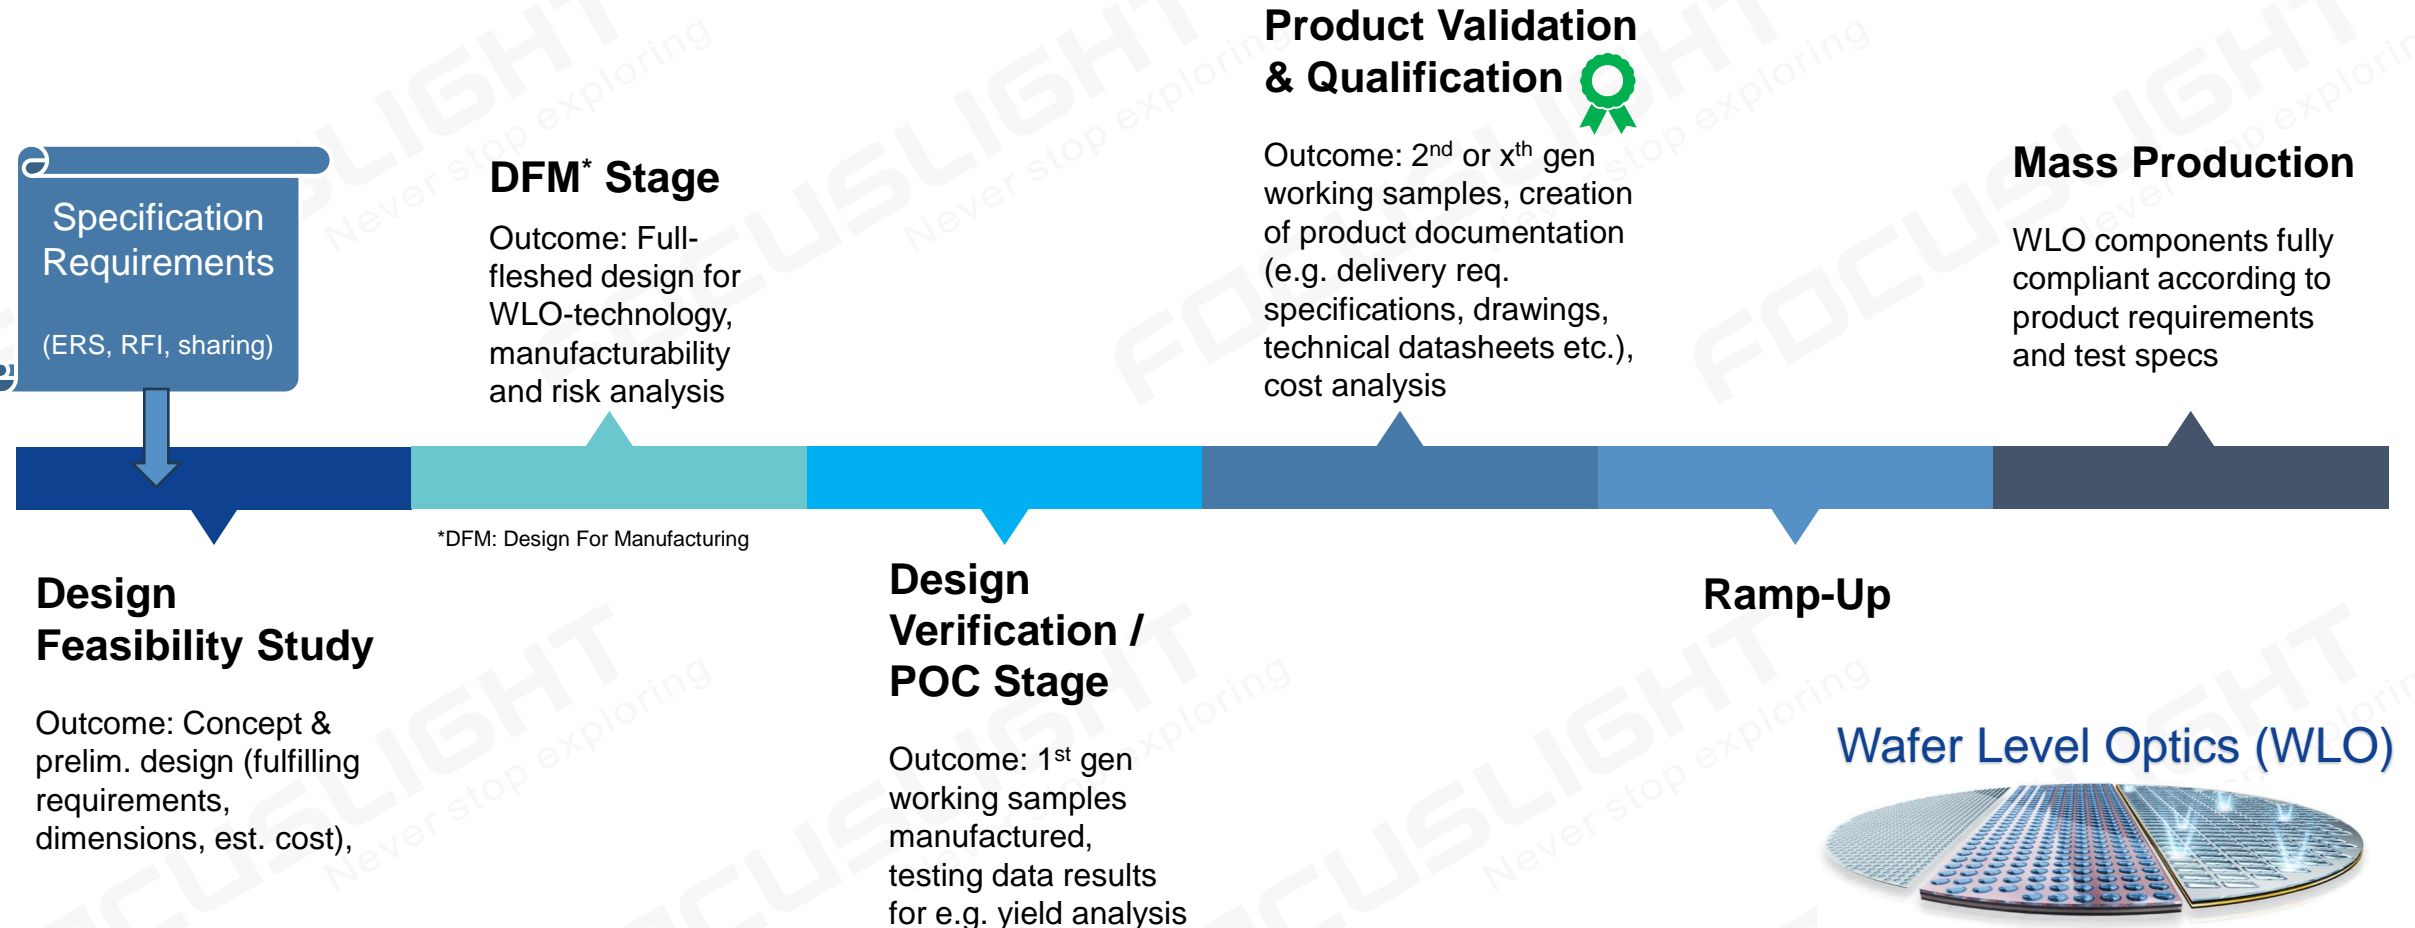 Specification
Requirements
(ERS, RFI, sharing)
DFM* Stage
Outcome: Full-
fleshed design for
WLO-technology,
manufacturability
and risk analysis
Product Validation
& Qualification
Outcome: 2nd or xth gen
working samples, creation
of product documentation
(e.g. delivery req.
specifications, drawings,
technical datasheets etc.),
cost analysis
Mass Production
WLO components fully
compliant according to
product requirements
and test specs
*DFM: Design For Manufacturing
Design
Feasibility Study
Outcome: Concept &
prelim. design (fulfilling
requirements,
dimensions, est. cost),
Design
Verification /
POC Stage
Outcome: 1st gen
working samples
manufactured,
testing data results
for e.g. yield analysis
Ramp-Up
Wafer Level Optics (WLO)
FOCUSLIGHT
Never stop exploring